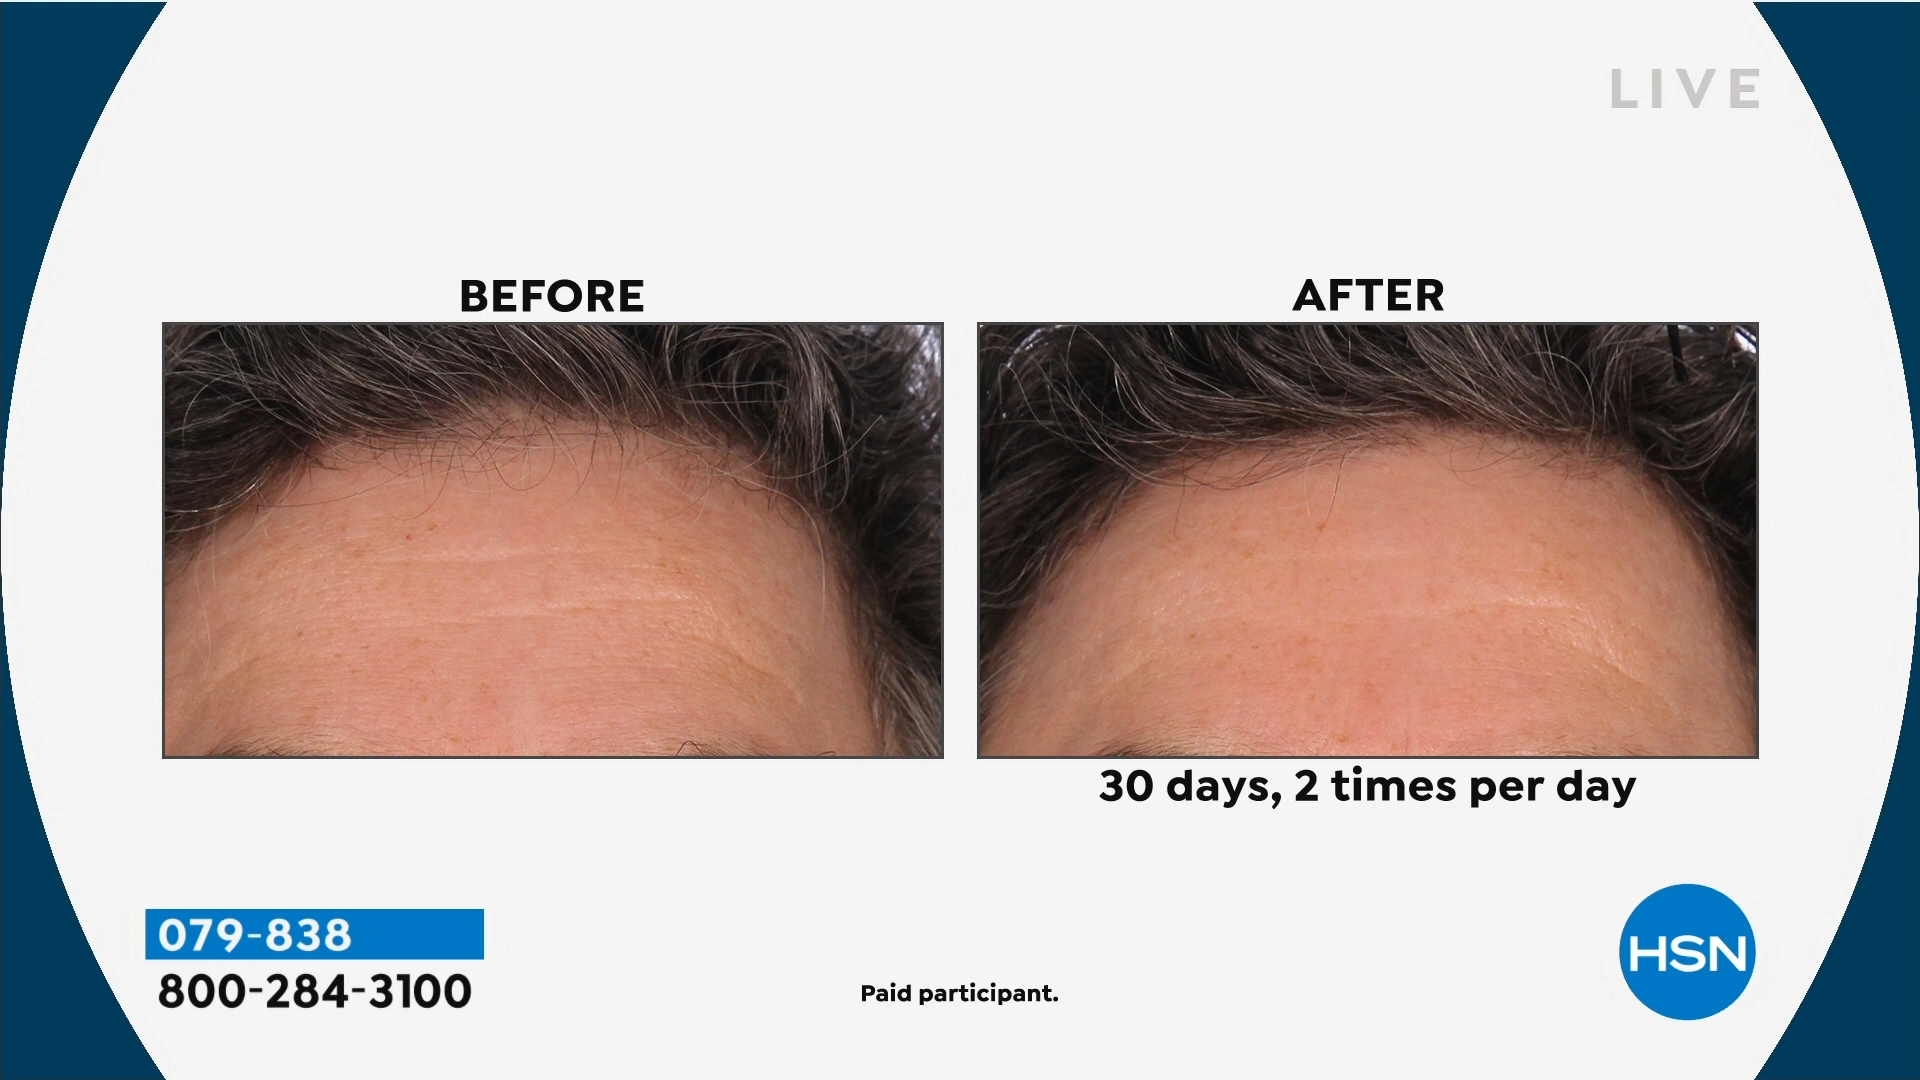 LIVE
BEFORE
AFTER
30 days, 2 times per day
079-838
800-284-3100
Paid participant.
HSN